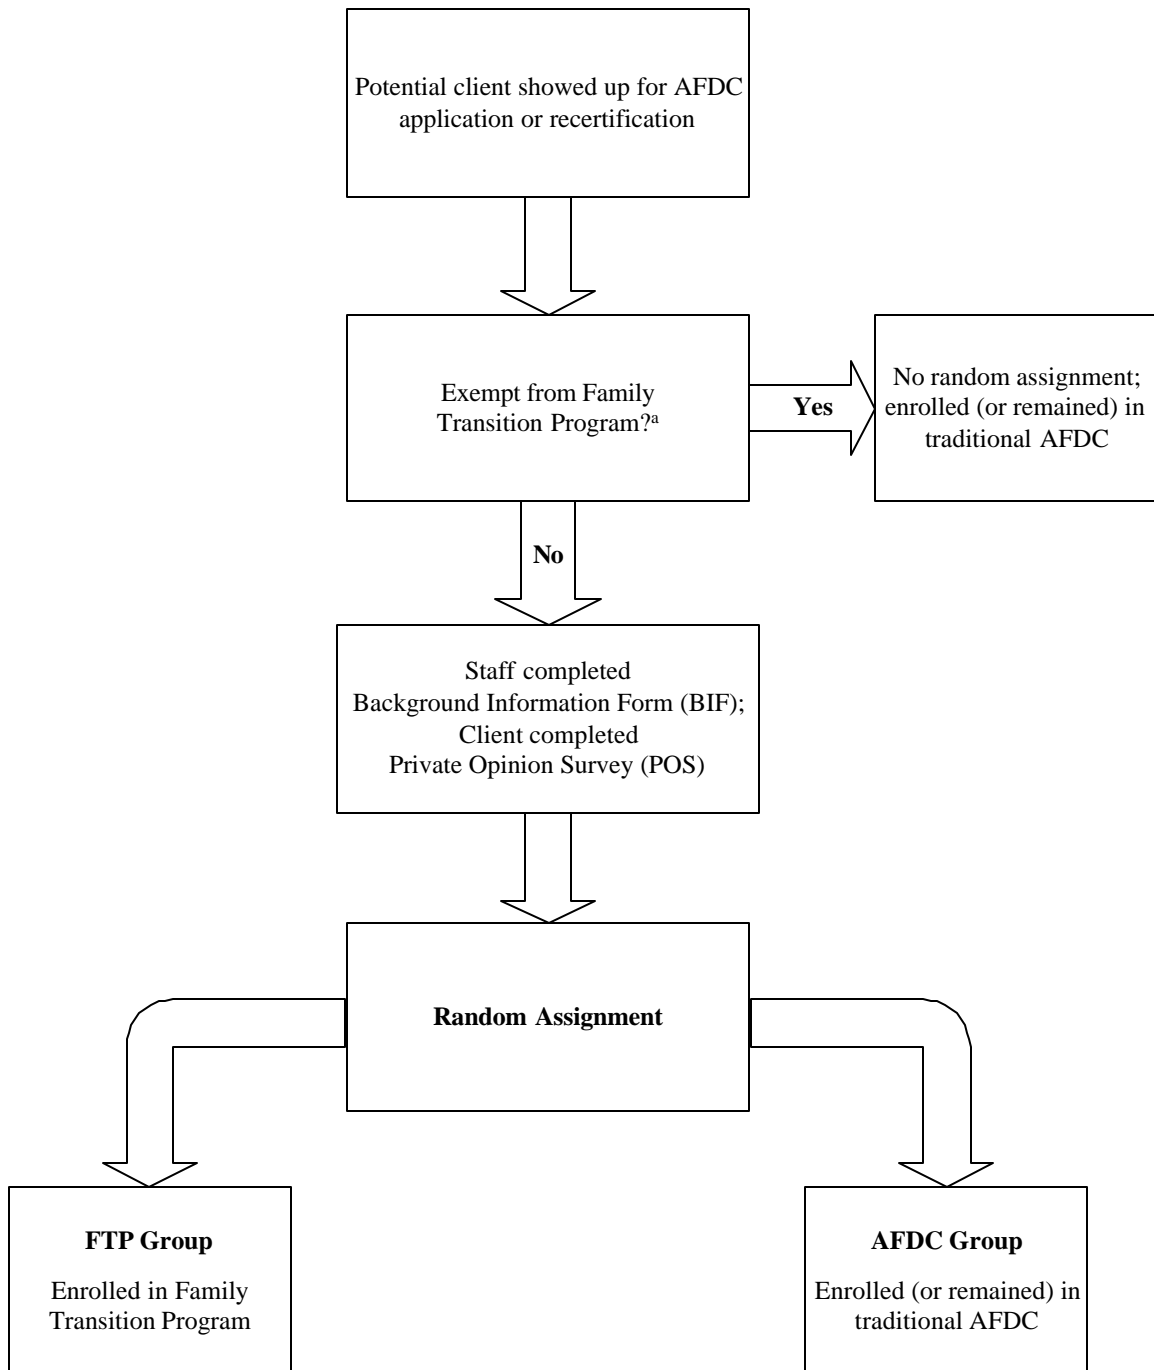 Potential client showed up for AFDC
application or recertification
Exempt from Family
Transition Program?ᵃ
Yes
No random assignment;
enrolled (or remained) in
traditional AFDC
No
Staff completed
Background Information Form (BIF);
Client completed
Private Opinion Survey (POS)
Random Assignment
FTP Group
Enrolled in Family
Transition Program
AFDC Group
Enrolled (or remained) in
traditional AFDC